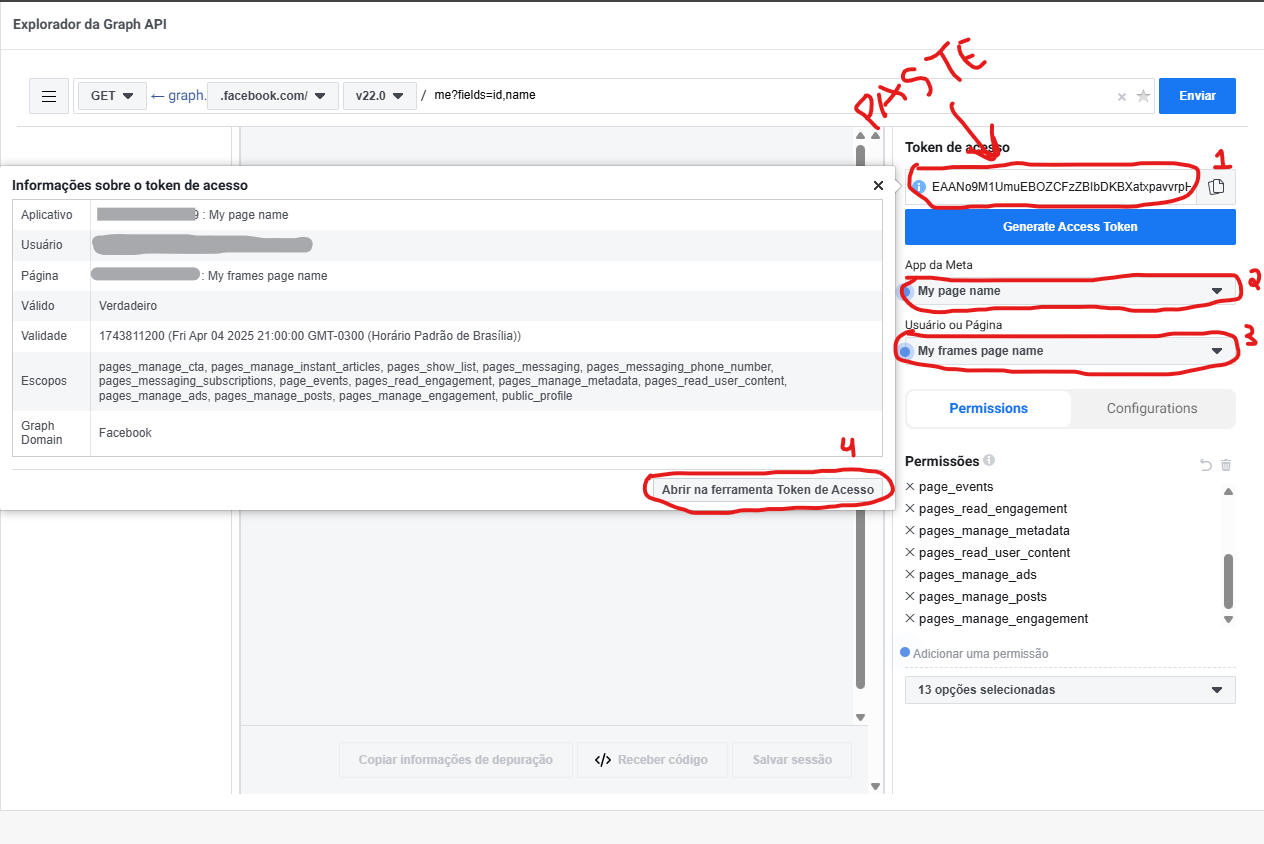 Explorador da Graph API
GET ← graph. .facebook.com/ v22.0 / me?fields=id,name × Enviar
PASTE
Token de acesso
1
EAANo9M1UmuEBOZCFzZBIbDKBXatxpavvrpH
Generate Access Token
App da Meta
2
My page name
Usuário ou Página
3
My frames page name
Permissions Configurations
Permissões
page_events
pages_read_engagement
pages_manage_metadata
pages_read_user_content
pages_manage_ads
pages_manage_posts
pages_manage_engagement
Adicionar uma permissão
13 opções selecionadas
Informações sobre o token de acesso
Aplicativo 9 : My page name
Usuário
Página : My frames page name
Válido Verdadeiro
Validade 1743811200 (Fri Apr 04 2025 21:00:00 GMT-0300 (Horário Padrão de Brasília))
Escopos pages_manage_cta, pages_manage_instant_articles, pages_show_list, pages_messaging, pages_messaging_phone_number,
pages_messaging_subscriptions, page_events, pages_read_engagement, pages_manage_metadata, pages_read_user_content,
pages_manage_ads, pages_manage_posts, pages_manage_engagement, public_profile
Graph
Domain Facebook
4
Abrir na ferramenta Token de Acesso
Copiar informações de depuração </> Receber código Salvar sessão